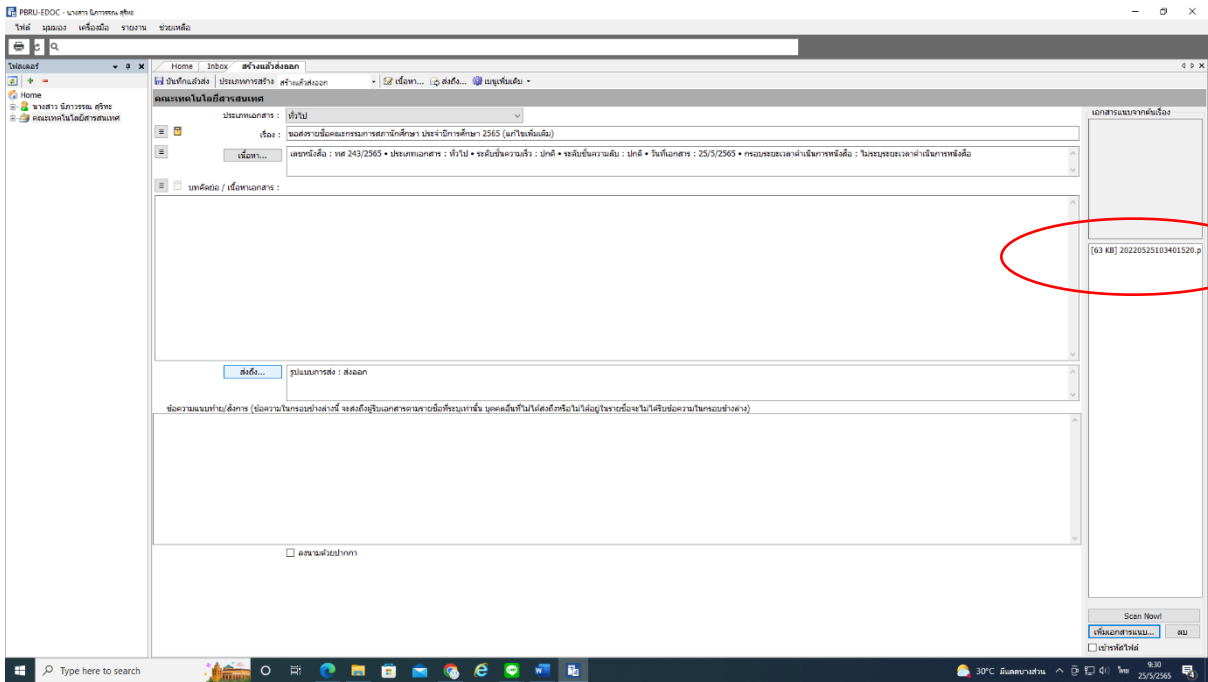 PBRU-EDOC - นางสาว นิภาวรรณ สุริทะ
ไฟล์ มุมมอง เครื่องมือ รายงาน ช่วยเหลือ
โฟลเดอร์
Home Inbox สร้างแล้วส่งออก
บันทึกแล้วส่ง ประเภทการสร้าง สร้างแล้วส่งออก เนื้อหา... ส่งถึง... เมนูเพิ่มเติม
Home
นางสาว นิภาวรรณ สุริทะ
คณะเทคโนโลยีสารสนเทศ
คณะเทคโนโลยีสารสนเทศ
ประเภทเอกสาร : ทั่วไป
เอกสารแนบจากต้นเรื่อง
เรื่อง : ขอส่งรายชื่อคณะกรรมการสภานักศึกษา ประจำปีการศึกษา 2565 (แก้ไขเพิ่มเติม)
เนื้อหา... เลขหนังสือ : ทส 243/2565 • ประเภทเอกสาร : ทั่วไป • ระดับชั้นความเร็ว : ปกติ • ระดับชั้นความลับ : ปกติ • วันที่เอกสาร : 25/5/2565 • กรอบระยะเวลาดำเนินการหนังสือ : ไม่ระบุระยะเวลาดำเนินการหนังสือ
บทคัดย่อ / เนื้อหาเอกสาร :
[63 KB] 20220525103401520.p
ส่งถึง... รูปแบบการส่ง : ส่งออก
ข้อความแนบท้าย/สั่งการ (ข้อความในกรอบข้างล่างนี้ จะส่งถึงผู้รับเอกสารตามรายชื่อที่ระบุเท่านั้น บุคคลอื่นที่ไม่ได้ส่งถึงหรือไม่ได้อยู่ในรายชื่อจะไม่ได้รับข้อความในกรอบข้างล่าง)
ลงนามด้วยปากกา
Scan Now!
เพิ่มเอกสารแนบ... ลบ
เข้ารหัสไฟล์
Type here to search
30°C มีแดดบางส่วน ไทย 9:30
25/5/2565